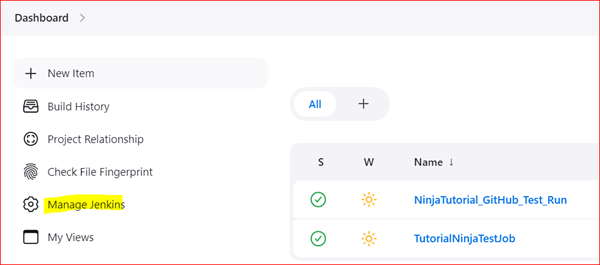 Dashboard
New Item
Build History
Project Relationship
Check File Fingerprint
Manage Jenkins
My Views
All +
S W Name ↓
NinjaTutorial_GitHub_Test_Run
TutorialNinjaTestJob